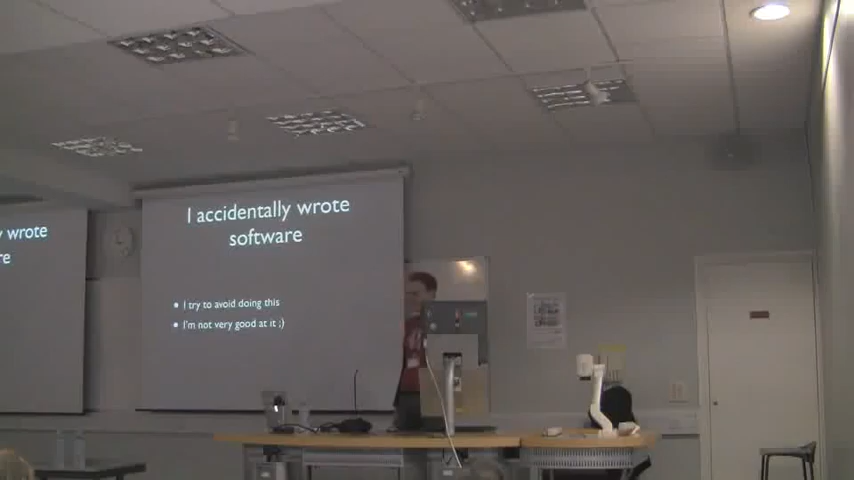 I accidentally wrote
software
• I try to avoid doing this
• I'm not very good at it ;)
wrote
re